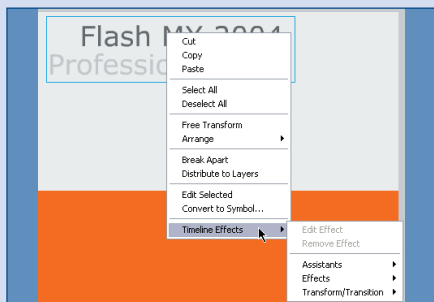 Flash MX 2004
Professio
Cut
Copy
Paste
Select All
Deselect All
Free Transform
Arrange
Break Apart
Distribute to Layers
Edit Selected
Convert to Symbol...
Timeline Effects
Edit Effect
Remove Effect
Assistants
Effects
Transform/Transition